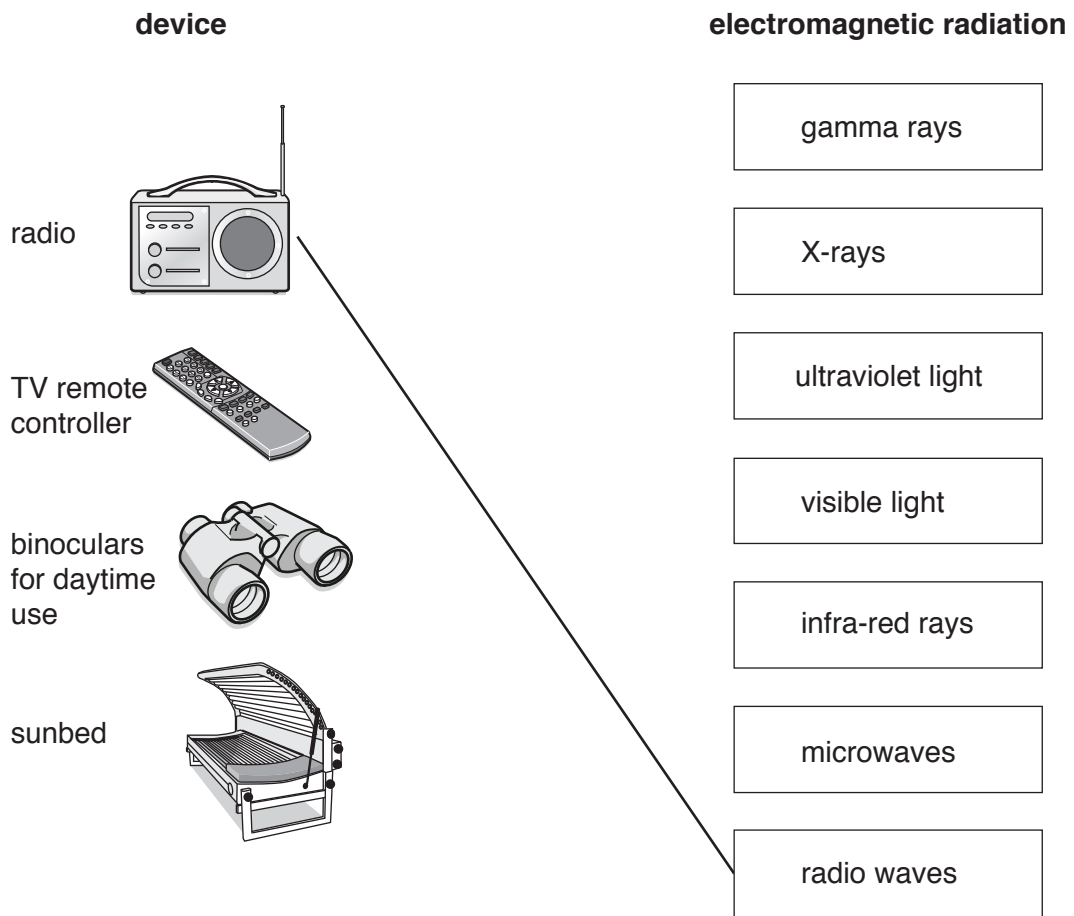 device
electromagnetic radiation
radio
TV remote
controller
binoculars
for daytime
use
sunbed
gamma rays
X-rays
ultraviolet light
visible light
infra-red rays
microwaves
radio waves